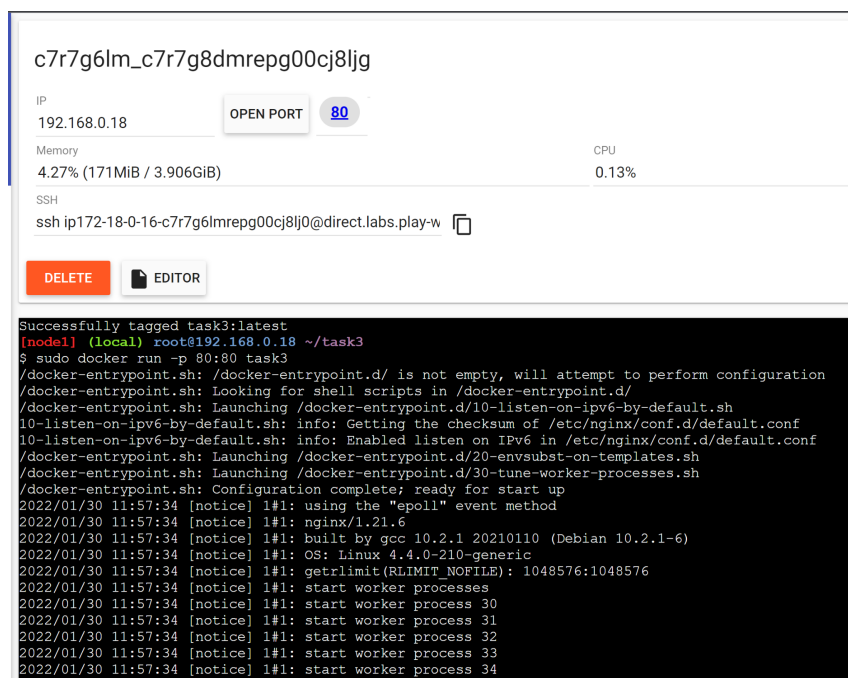 c7r7g6lm_c7r7g8dmrepg00cj8ljg
IP
192.168.0.18
OPEN PORT
80
Memory
4.27% (171MiB / 3.906GiB)
CPU
0.13%
SSH
ssh ip172-18-0-16-c7r7g6lmrepg00cj8lj0@direct.labs.play-w
DELETE
EDITOR
Successfully tagged task3:latest
[node1] (local) root@192.168.0.18 ~/task3
$ sudo docker run -p 80:80 task3
/docker-entrypoint.sh: /docker-entrypoint.d/ is not empty, will attempt to perform configuration
/docker-entrypoint.sh: Looking for shell scripts in /docker-entrypoint.d/
/docker-entrypoint.sh: Launching /docker-entrypoint.d/10-listen-on-ipv6-by-default.sh
10-listen-on-ipv6-by-default.sh: info: Getting the checksum of /etc/nginx/conf.d/default.conf
10-listen-on-ipv6-by-default.sh: info: Enabled listen on IPv6 in /etc/nginx/conf.d/default.conf
/docker-entrypoint.sh: Launching /docker-entrypoint.d/20-envsubst-on-templates.sh
/docker-entrypoint.sh: Launching /docker-entrypoint.d/30-tune-worker-processes.sh
/docker-entrypoint.sh: Configuration complete; ready for start up
2022/01/30 11:57:34 [notice] 1#1: using the "epoll" event method
2022/01/30 11:57:34 [notice] 1#1: nginx/1.21.6
2022/01/30 11:57:34 [notice] 1#1: built by gcc 10.2.1 20210110 (Debian 10.2.1-6)
2022/01/30 11:57:34 [notice] 1#1: OS: Linux 4.4.0-210-generic
2022/01/30 11:57:34 [notice] 1#1: getrlimit(RLIMIT_NOFILE): 1048576:1048576
2022/01/30 11:57:34 [notice] 1#1: start worker processes
2022/01/30 11:57:34 [notice] 1#1: start worker process 30
2022/01/30 11:57:34 [notice] 1#1: start worker process 31
2022/01/30 11:57:34 [notice] 1#1: start worker process 32
2022/01/30 11:57:34 [notice] 1#1: start worker process 33
2022/01/30 11:57:34 [notice] 1#1: start worker process 34